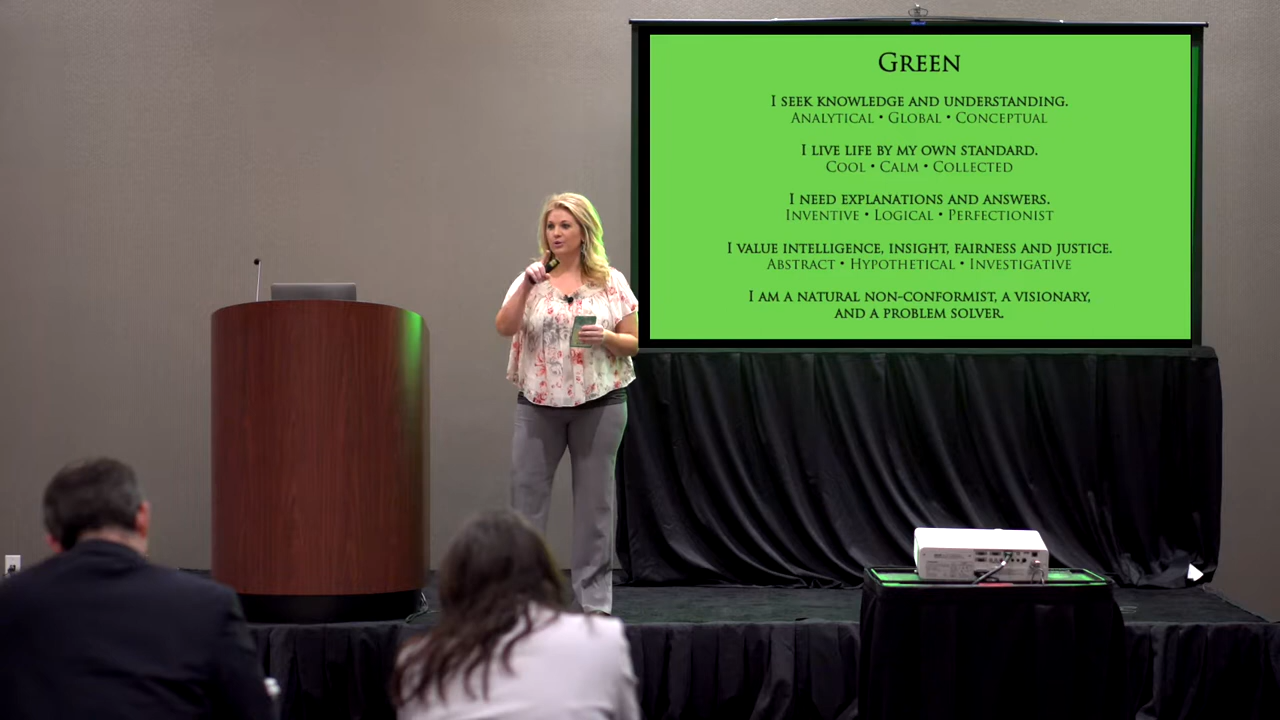 Green
I seek knowledge and understanding.
Analytical • Global • Conceptual
I live life by my own standard.
Cool • Calm • Collected
I need explanations and answers.
Inventive • Logical • Perfectionist
I value intelligence, insight, fairness and justice.
Abstract • Hypothetical • Investigative
I am a natural non-conformist, a visionary,
and a problem solver.